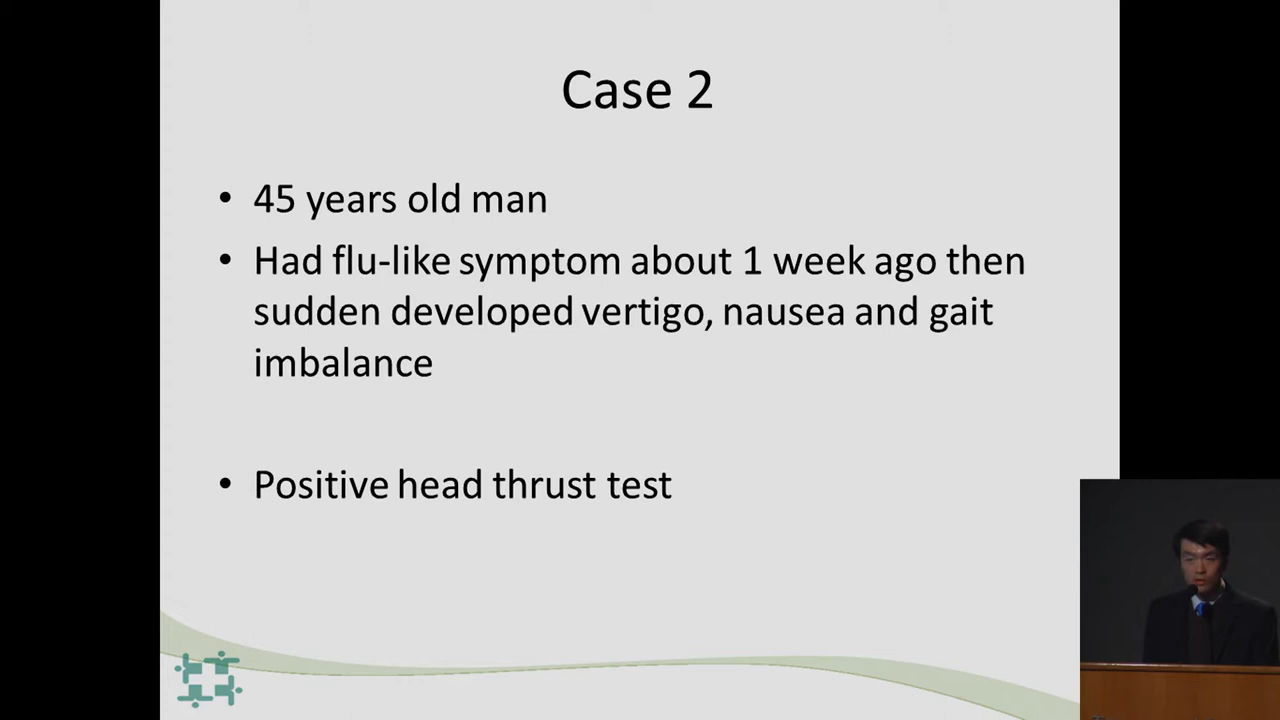 Case 2
• 45 years old man
• Had flu-like symptom about 1 week ago then
sudden developed vertigo, nausea and gait
imbalance
• Positive head thrust test